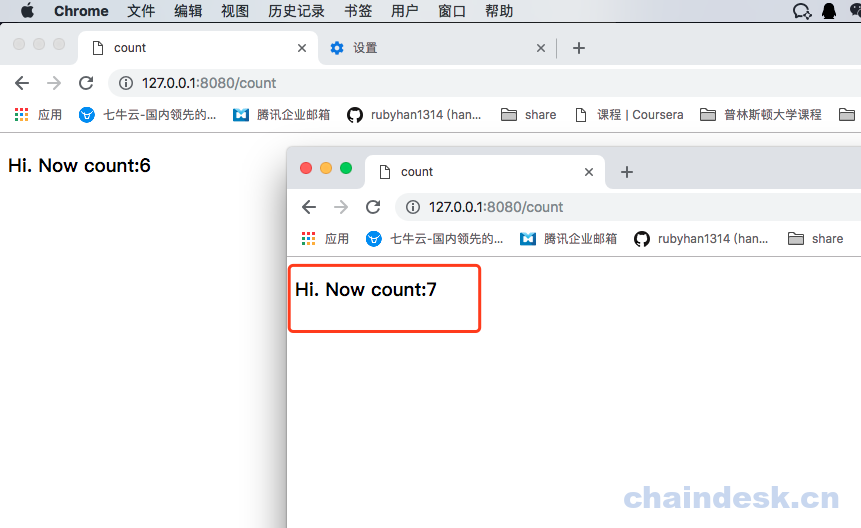 Chrome 文件 编辑 视图 历史记录 书签 用户 窗口 帮助
count 设置
127.0.0.1:8080/count
应用 七牛云-国内领先的... 腾讯企业邮箱 rubyhan1314 (han... share 课程 | Coursera 普林斯顿大学课程
Hi. Now count:6
count
127.0.0.1:8080/count
应用 七牛云-国内领先的... 腾讯企业邮箱 rubyhan1314 (han... share
Hi. Now count:7
chaindesk.cn